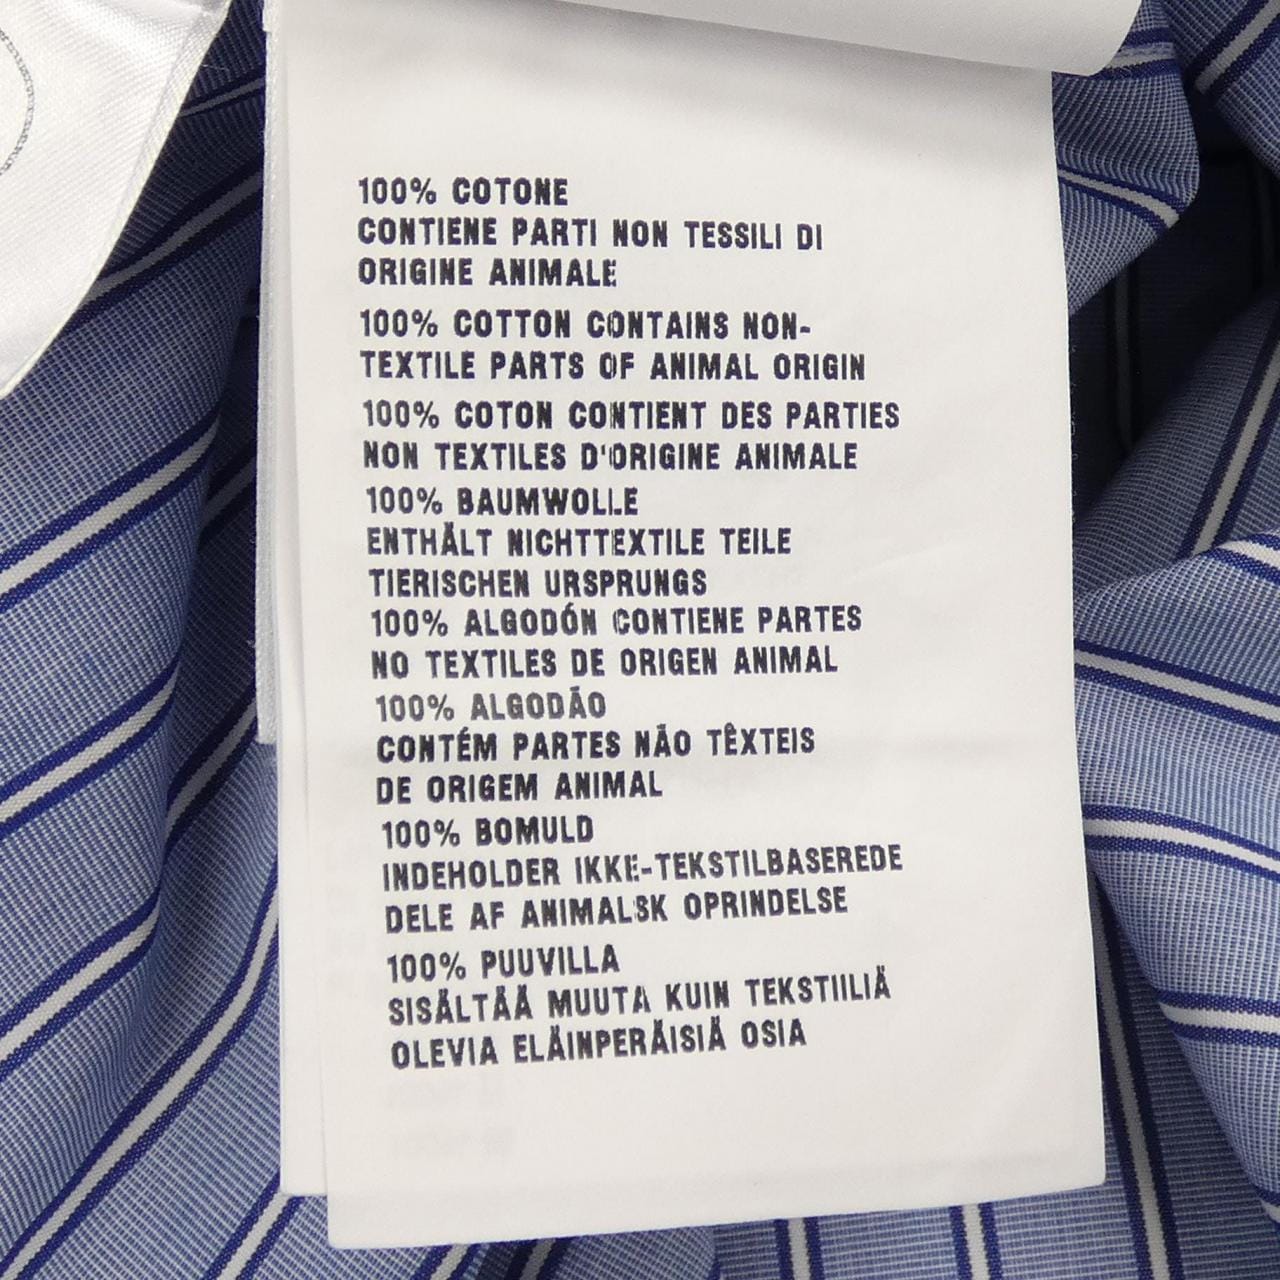 100% COTONE
CONTIENE PARTI NON TESSILI DI
ORIGINE ANIMALE
100% COTTON CONTAINS NON-
TEXTILE PARTS OF ANIMAL ORIGIN
100% COTON CONTIENT DES PARTIES
NON TEXTILES D'ORIGINE ANIMALE
100% BAUMWOLLE
ENTHÄLT NICHTTEXTILE TEILE
TIERISCHEN URSPRUNGS
100% ALGODÓN CONTIENE PARTES
NO TEXTILES DE ORIGEN ANIMAL
100% ALGODÃO
CONTÉM PARTES NÃO TÊXTEIS
DE ORIGEM ANIMAL
100% BOMULD
INDEHOLDER IKKE-TEKSTILBASEREDE
DELE AF ANIMALSK OPRINDELSE
100% PUUVILLA
SISÄLTÄÄ MUUTA KUIN TEKSTIILIÄ
OLEVIA ELÄINPERÄISIÄ OSIA